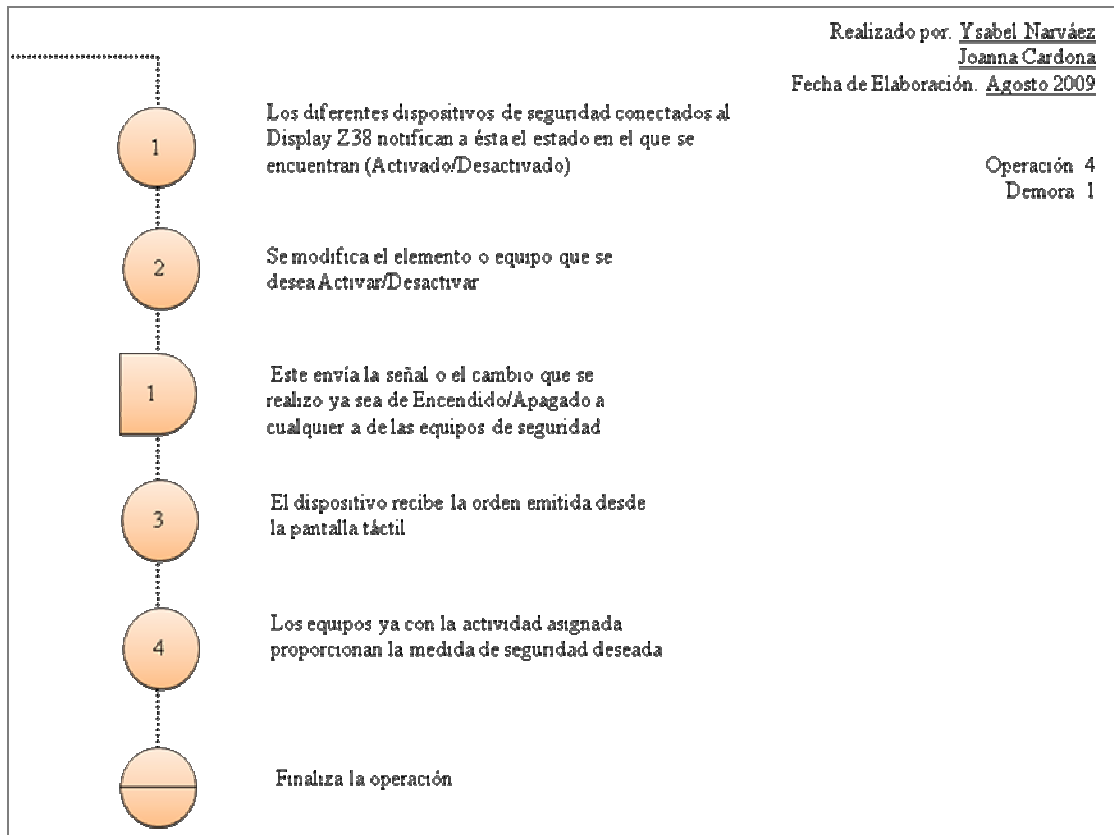 Realizado por. Ysabel Narváez
Joanna Cardona
Fecha de Elaboración. Agosto 2009
1
Los diferentes dispositivos de seguridad conectados al
Display Z38 notifican a ésta el estado en el que se
encuentran (Activado/Desactivado)
Operación 4
Demora 1
2
Se modifica el elemento o equipo que se
desea Activar/Desactivar
1
Este envía la señal o el cambio que se
realizo ya sea de Encendido/Apagado a
cualquier a de las equipos de seguridad
3
El dispositivo recibe la orden emitida desde
la pantalla táctil
4
Los equipos ya con la actividad asignada
proporcionan la medida de seguridad deseada
Finaliza la operación